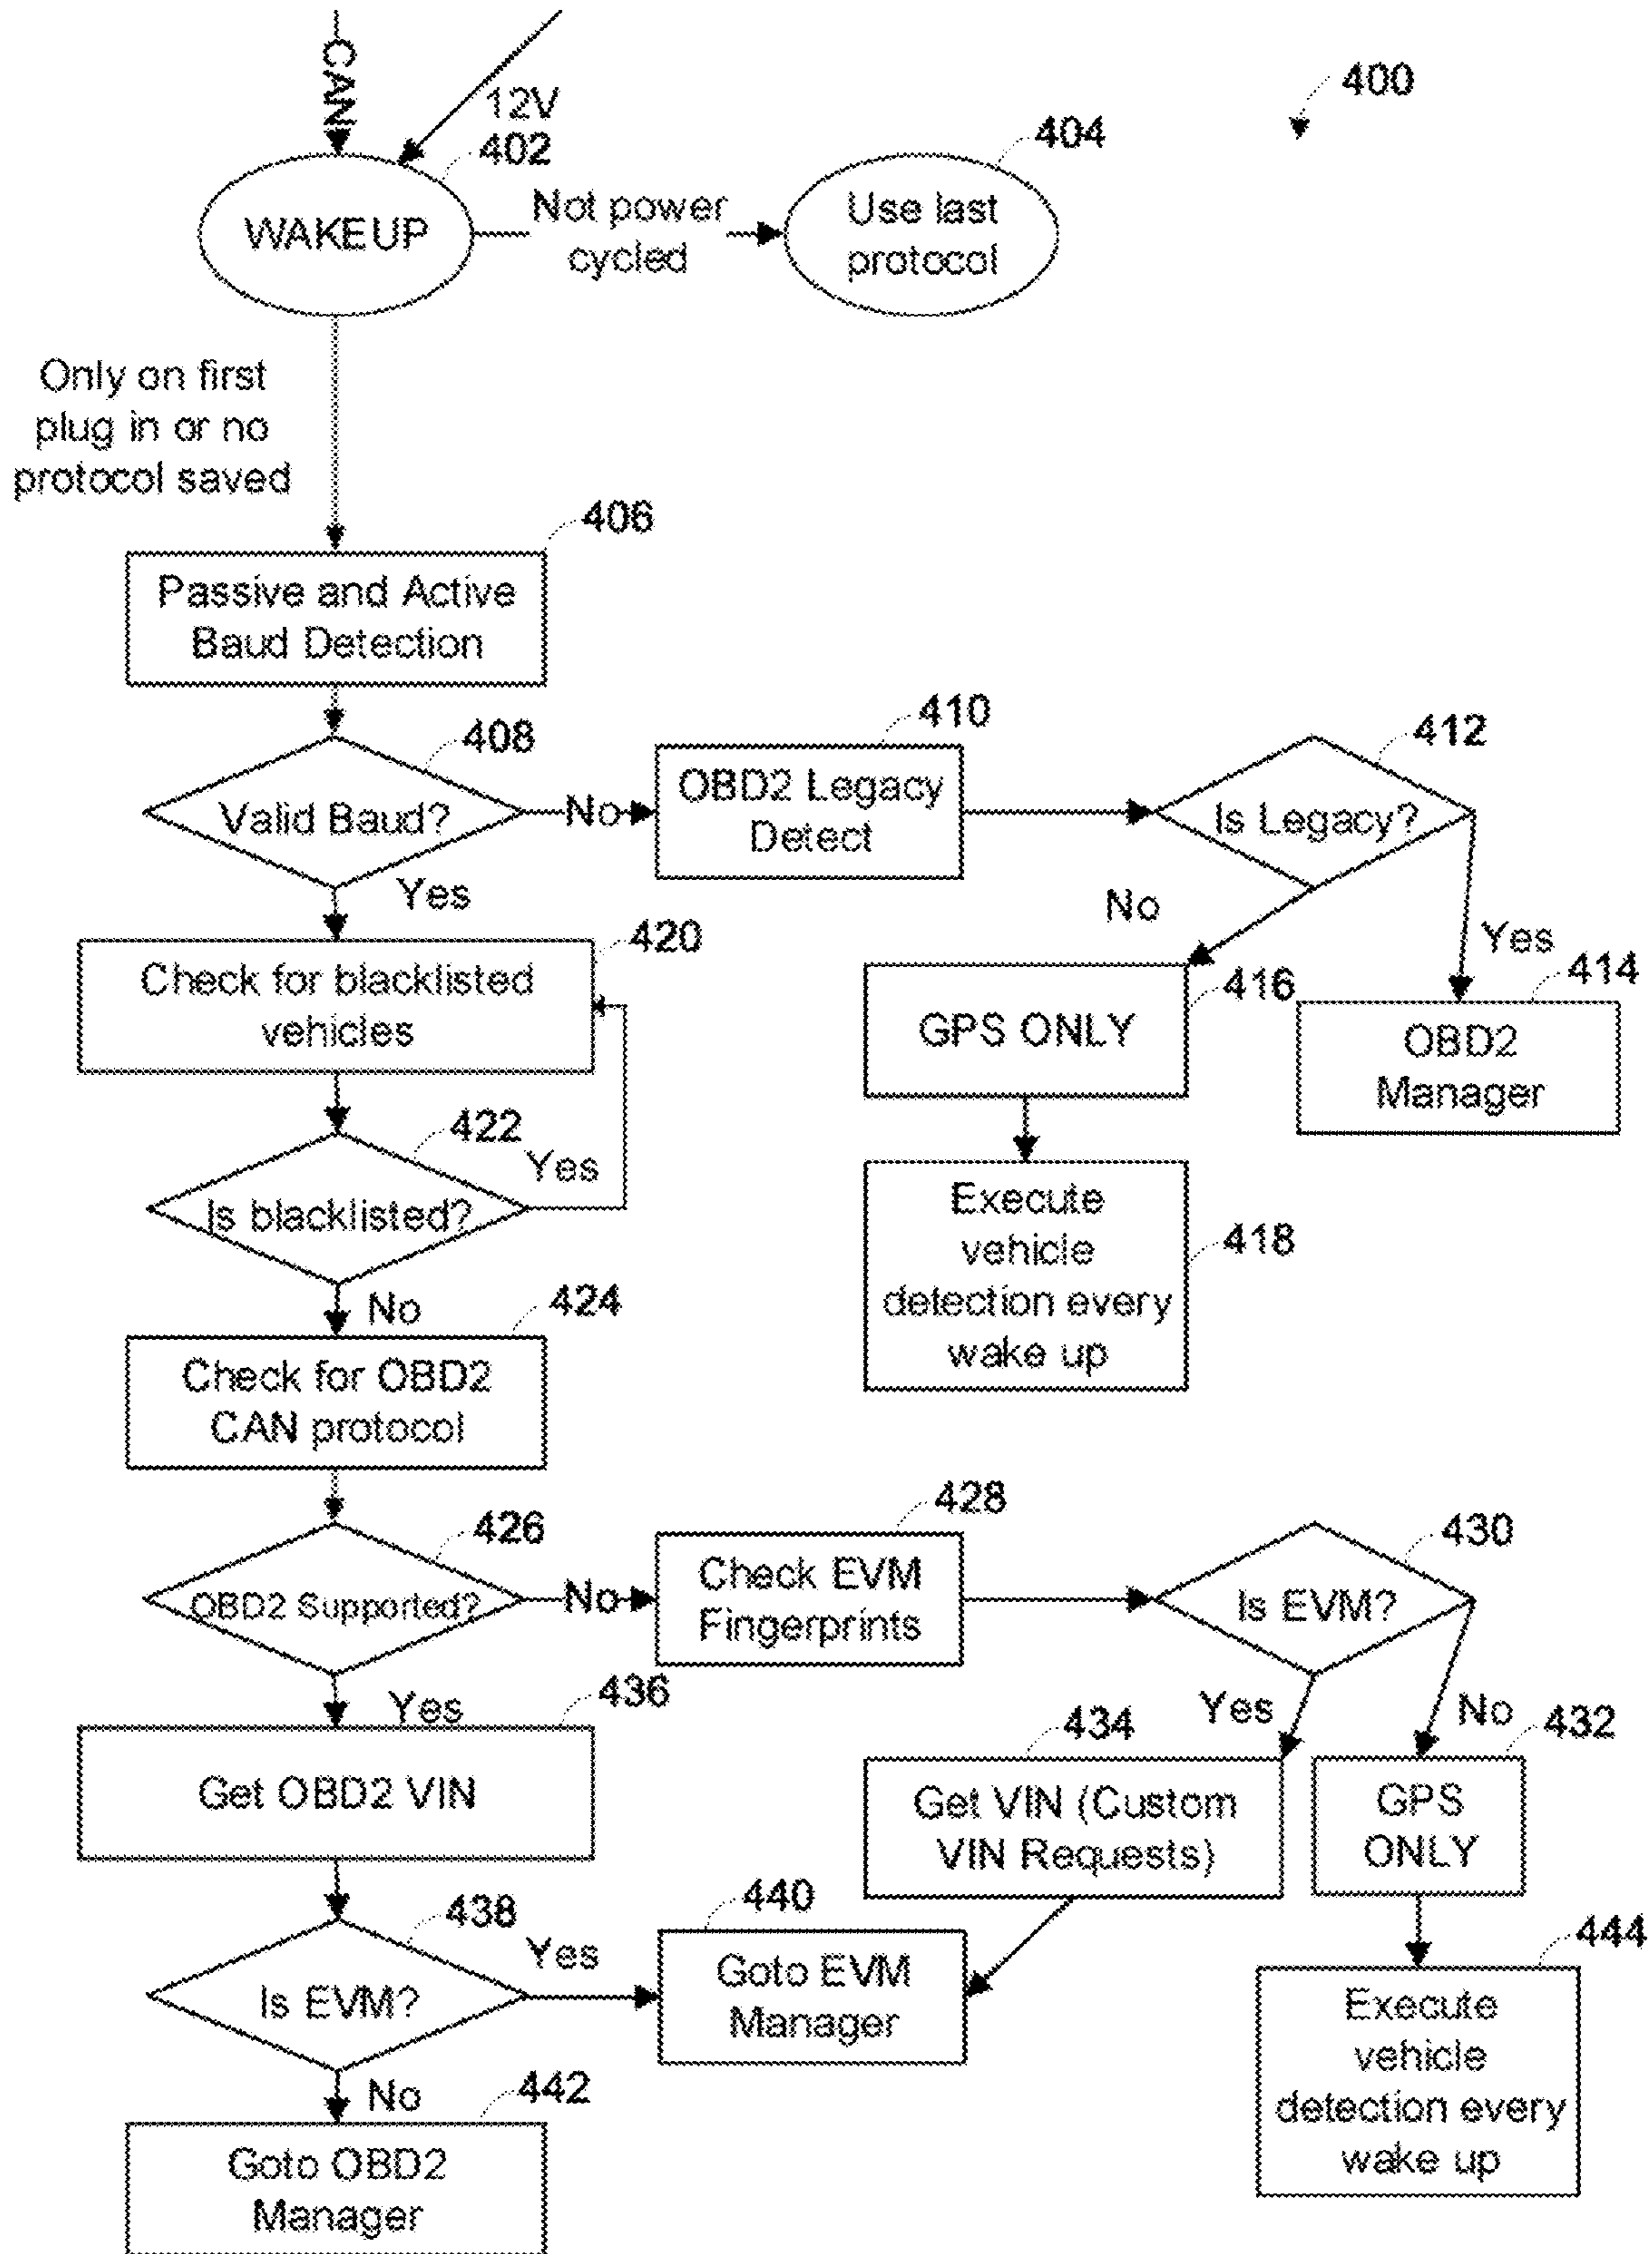 CAN
12V
400
402
404
WAKEUP
Not power
cycled
Use last
protocol
Only on first
plug in or no
protocol saved
406
Passive and Active
Baud Detection
408
Valid Baud?
No
410
OBD2 Legacy
Detect
412
Is Legacy?
Yes
No
Yes
420
Check for blacklisted
vehicles
416
GPS ONLY
414
OBD2
Manager
422
Is blacklisted?
Yes
418
Execute
vehicle
detection every
wake up
No
424
Check for OBD2
CAN protocol
426
OBD2 Supported?
No
428
Check EVM
Fingerprints
430
Is EVM?
Yes
436
Get OBD2 VIN
Yes
No
434
Get VIN (Custom
VIN Requests)
432
GPS
ONLY
438
Is EVM?
Yes
440
Goto EVM
Manager
444
Execute
vehicle
detection every
wake up
No
442
Goto OBD2
Manager